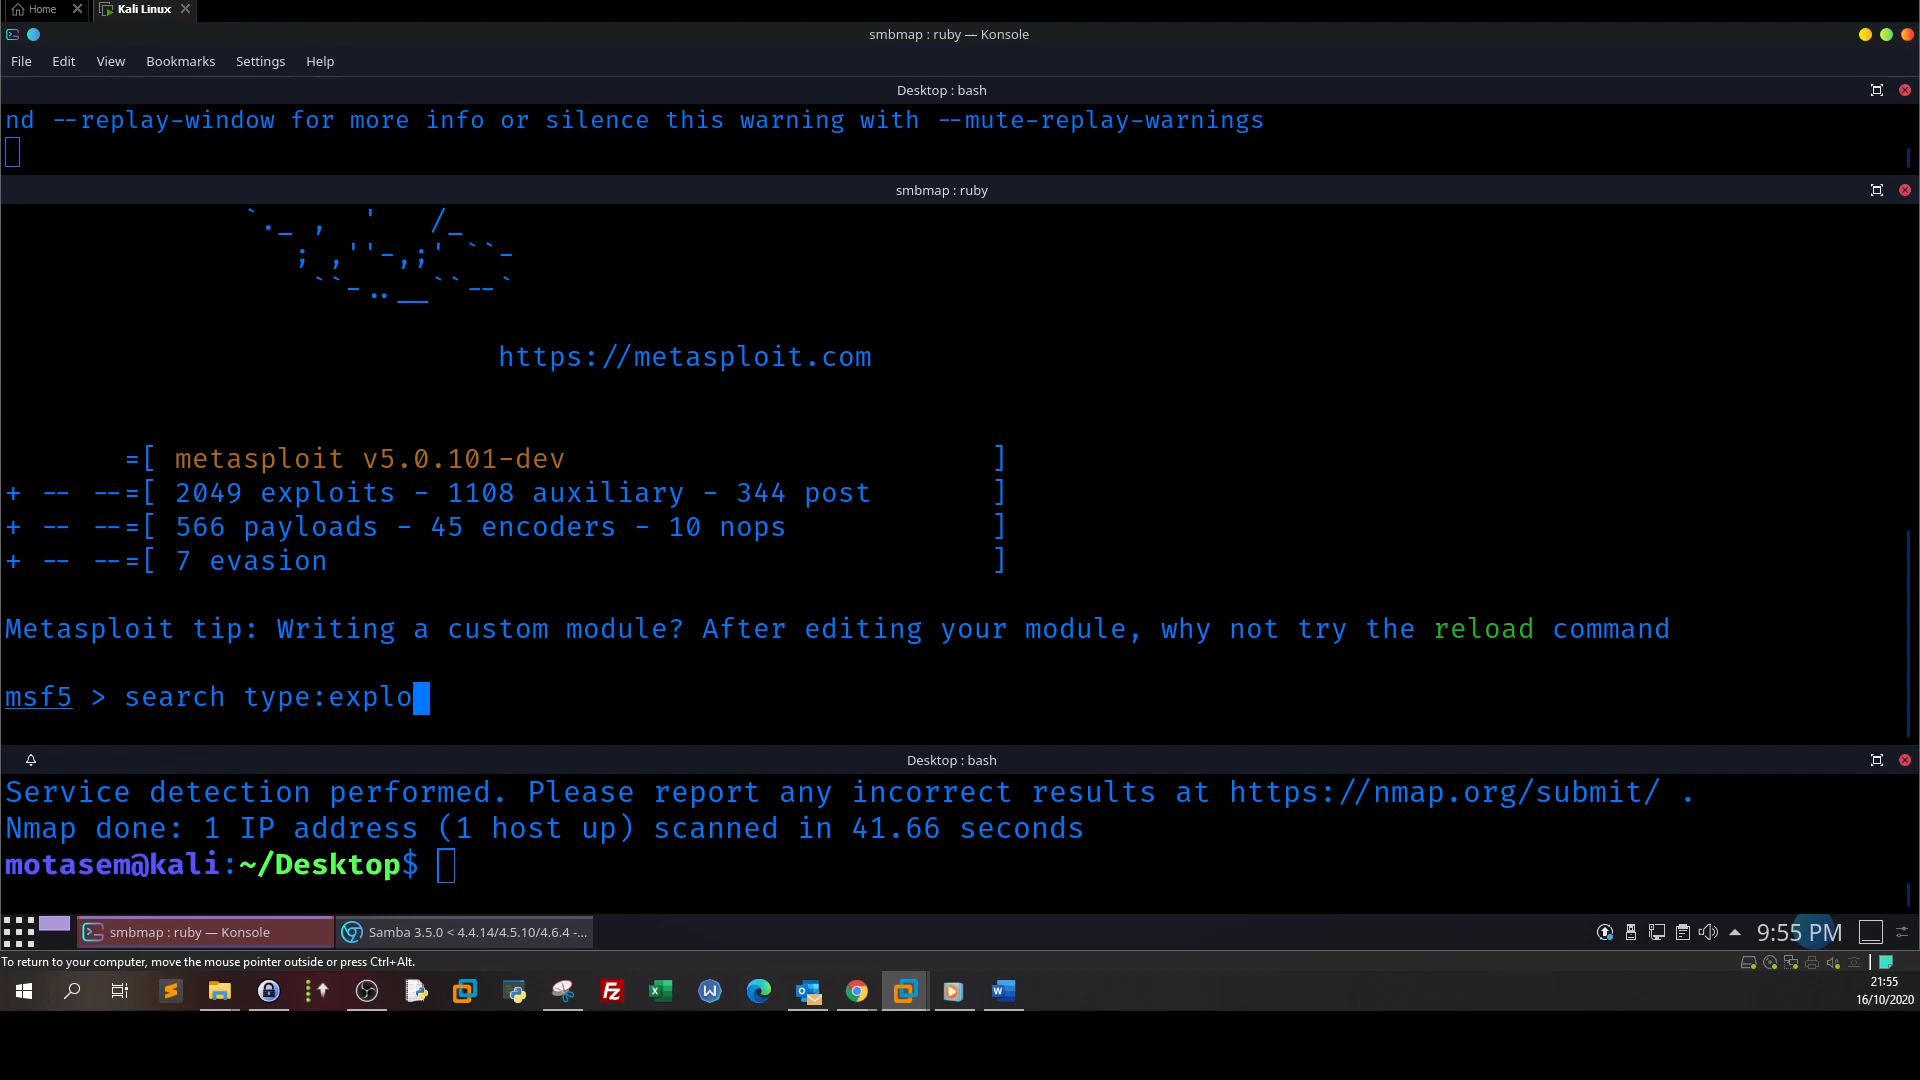 Home
Kali Linux
smbmap : ruby — Konsole
File Edit View Bookmarks Settings Help
Desktop : bash
nd --replay-window for more info or silence this warning with --mute-replay-warnings
smbmap : ruby
https://metasploit.com
=[ metasploit v5.0.101-dev ]
+ -- --=[ 2049 exploits - 1108 auxiliary - 344 post ]
+ -- --=[ 566 payloads - 45 encoders - 10 nops ]
+ -- --=[ 7 evasion ]
Metasploit tip: Writing a custom module? After editing your module, why not try the reload command
msf5 > search type:explo
Desktop : bash
Service detection performed. Please report any incorrect results at https://nmap.org/submit/ .
Nmap done: 1 IP address (1 host up) scanned in 41.66 seconds
motasem@kali:~/Desktop$
smbmap : ruby — Konsole
Samba 3.5.0 < 4.4.14/4.5.10/4.6.4 -...
9:55 PM
To return to your computer, move the mouse pointer outside or press Ctrl+Alt.
21:55
16/10/2020